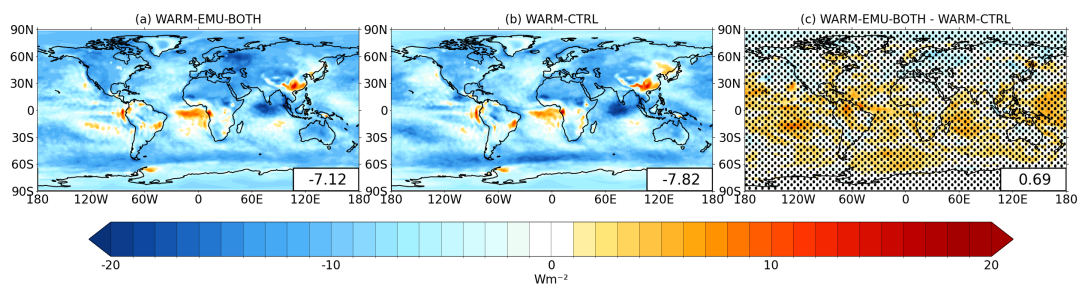 (a) WARM-EMU-BOTH
(b) WARM-CTRL
(c) WARM-EMU-BOTH - WARM-CTRL
90N 60N 30N 0 30S 60S 90S
180 120W 60W 0 60E 120E 180
-7.12
90N 60N 30N 0 30S 60S 90S
180 120W 60W 0 60E 120E 180
-7.82
90N 60N 30N 0 30S 60S 90S
180 120W 60W 0 60E 120E 180
0.69
-20 -10 0 10 20
Wm⁻²